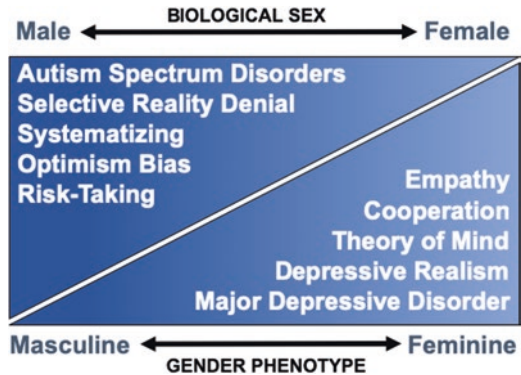 BIOLOGICAL SEX
Male Female
Autism Spectrum Disorders
Selective Reality Denial
Systematizing
Optimism Bias
Risk-Taking
Empathy
Cooperation
Theory of Mind
Depressive Realism
Major Depressive Disorder
Masculine Feminine
GENDER PHENOTYPE